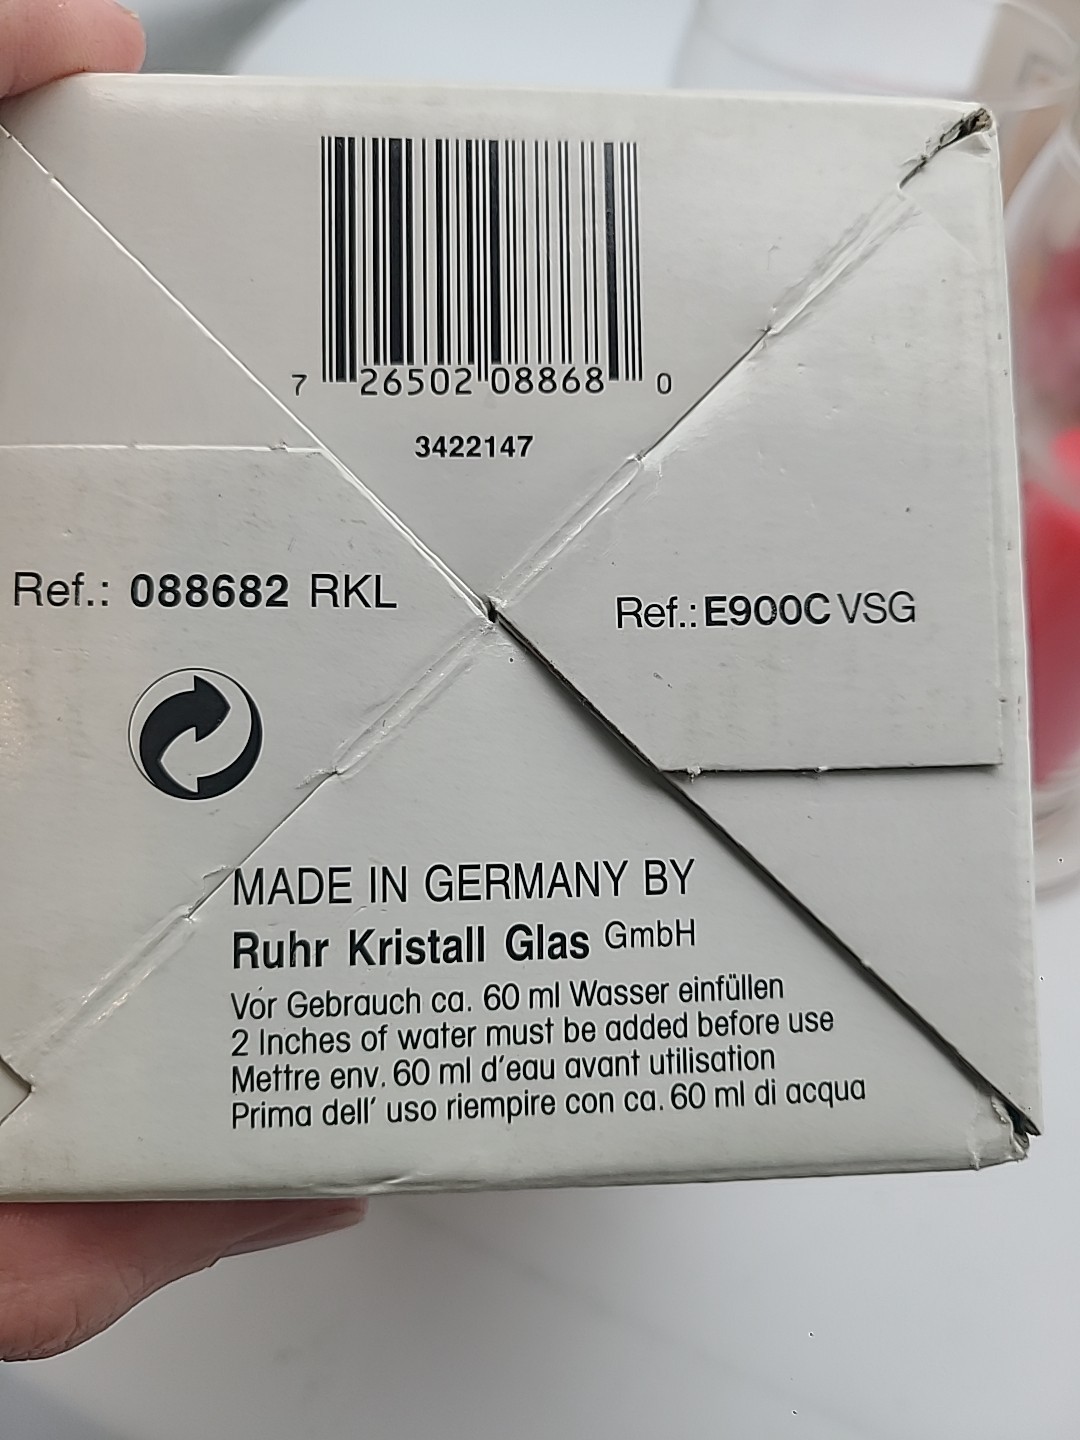 7 26502 08868 0
3422147
Ref.: 088682 RKL
Ref.: E900C VSG
MADE IN GERMANY BY
Ruhr Kristall Glas GmbH
Vor Gebrauch ca. 60 ml Wasser einfüllen
2 Inches of water must be added before use
Mettre env. 60 ml d'eau avant utilisation
Prima dell' uso riempire con ca. 60 ml di acqua